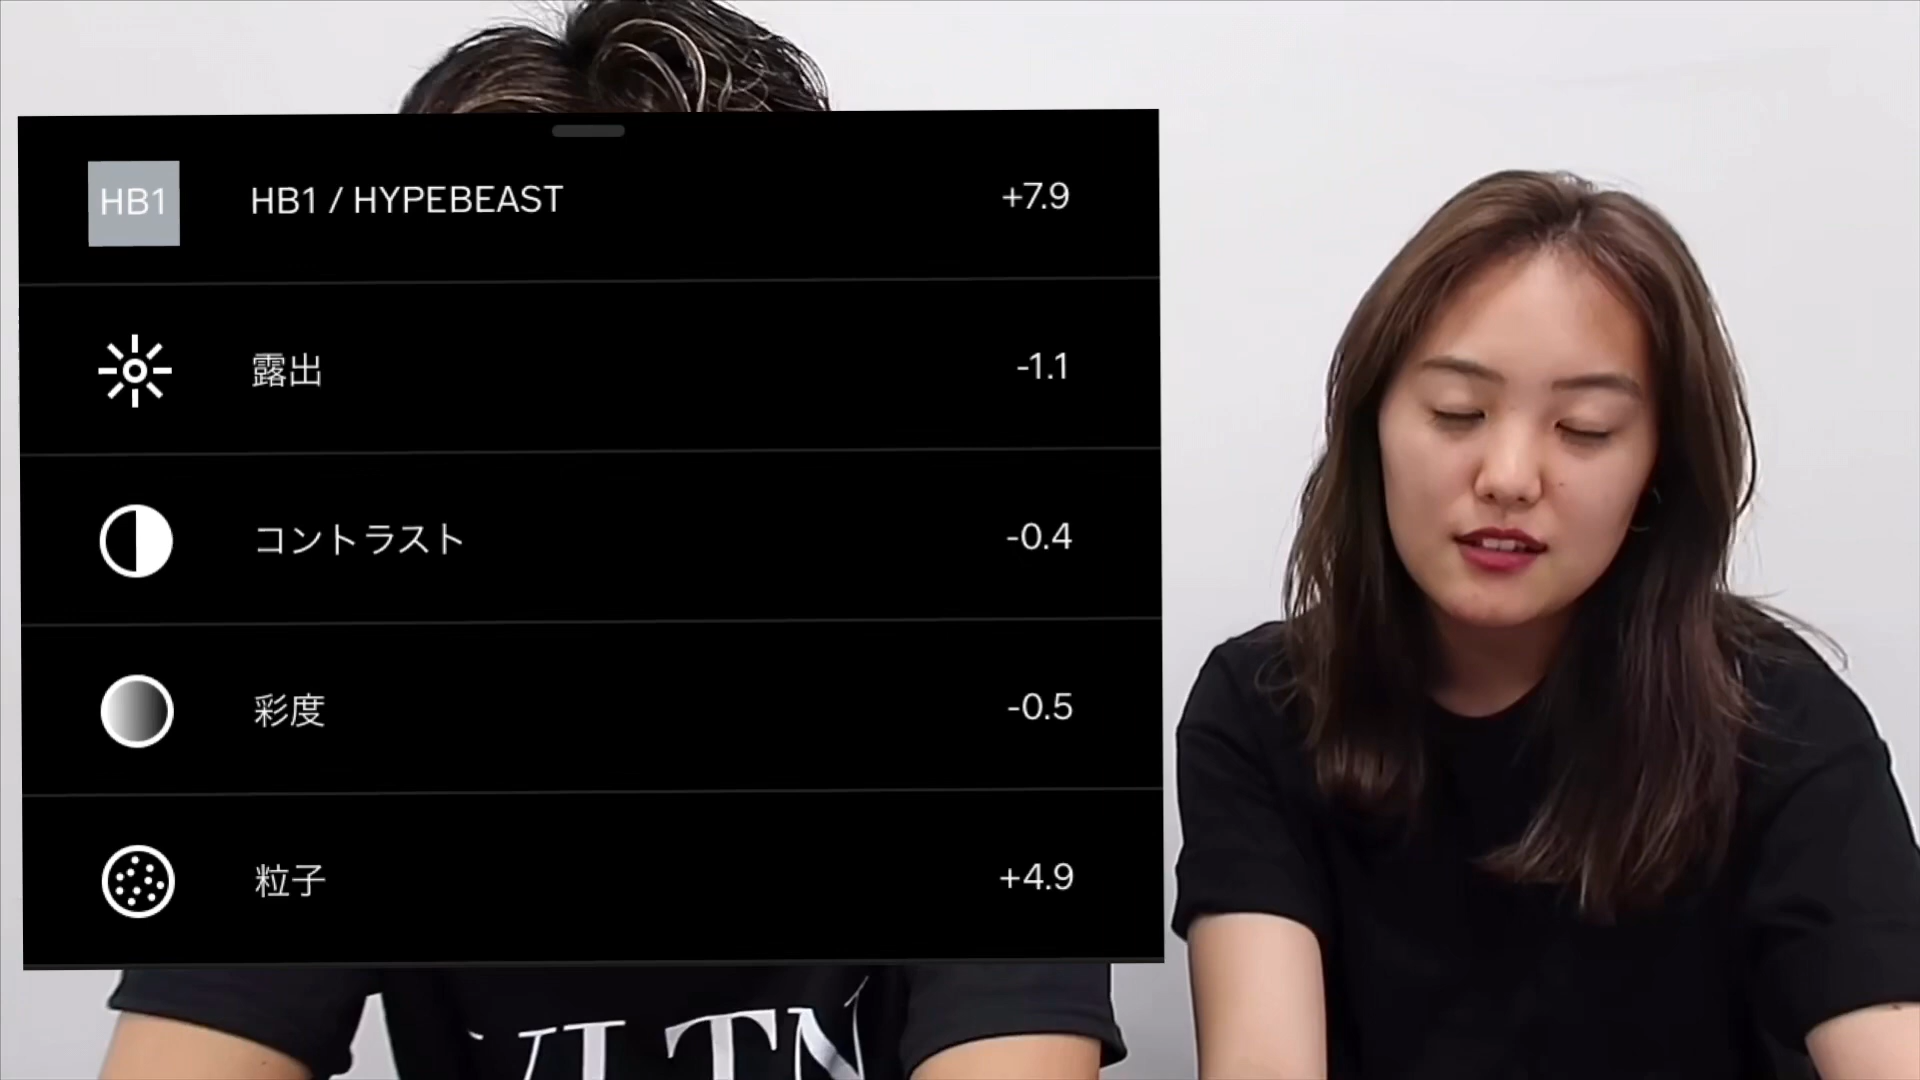 HB1
HB1 / HYPEBEAST +7.9
露出 -1.1
コントラスト -0.4
彩度 -0.5
粒子 +4.9
VLTN